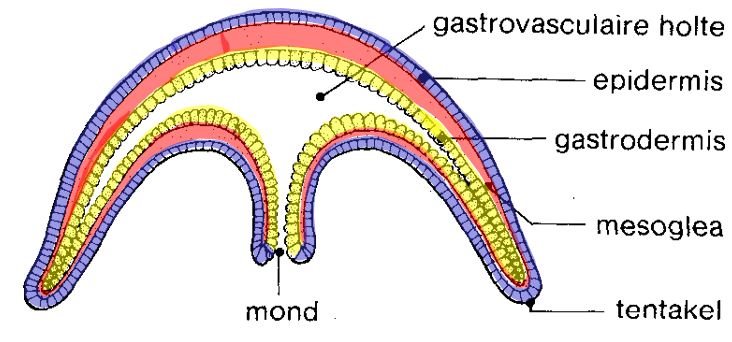 gastrovasculaire holte
epidermis
gastrodermis
mesoglea
mond
tentakel